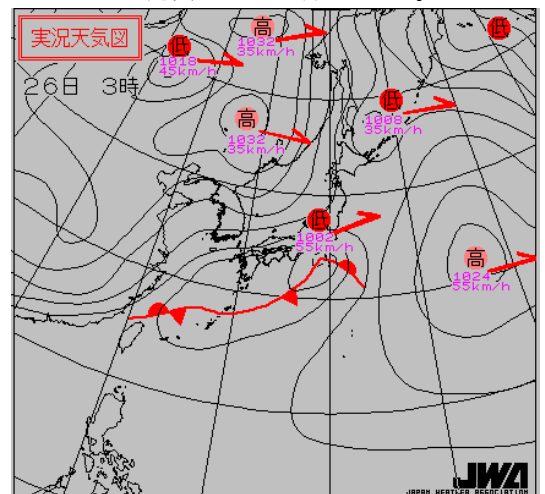 実況天気図
26日 3時
低
1018
45km/h
高
1032
35km/h
低
高
1032
35km/h
低
1008
35km/h
低
1002
55km/h
高
1024
55km/h
JWA
JAPAN WEATHER ASSOCIATION